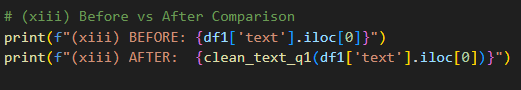 # (xiii) Before vs After Comparison
print(f"(xiii) BEFORE: {df1['text'].iloc[0]}")
print(f"(xiii) AFTER:  {clean_text_q1(df1['text'].iloc[0])}")